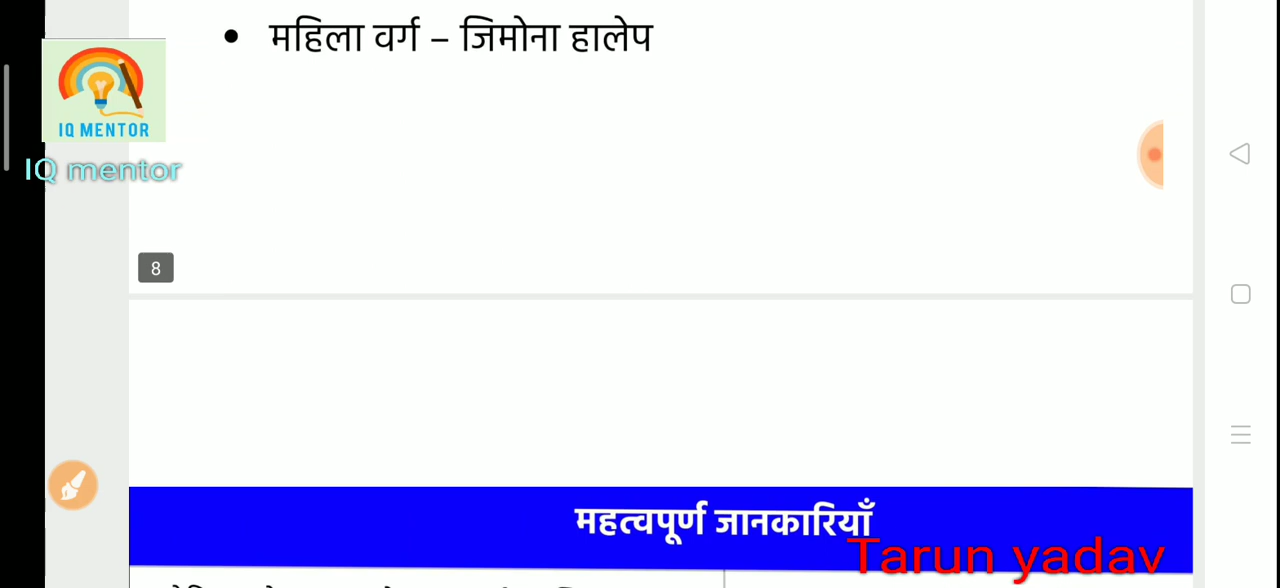 • महिला वर्ग – जिमोना हालेप
IQ MENTOR
IQ mentor
8
महत्वपूर्ण जानकारियाँ
Tarun yadav